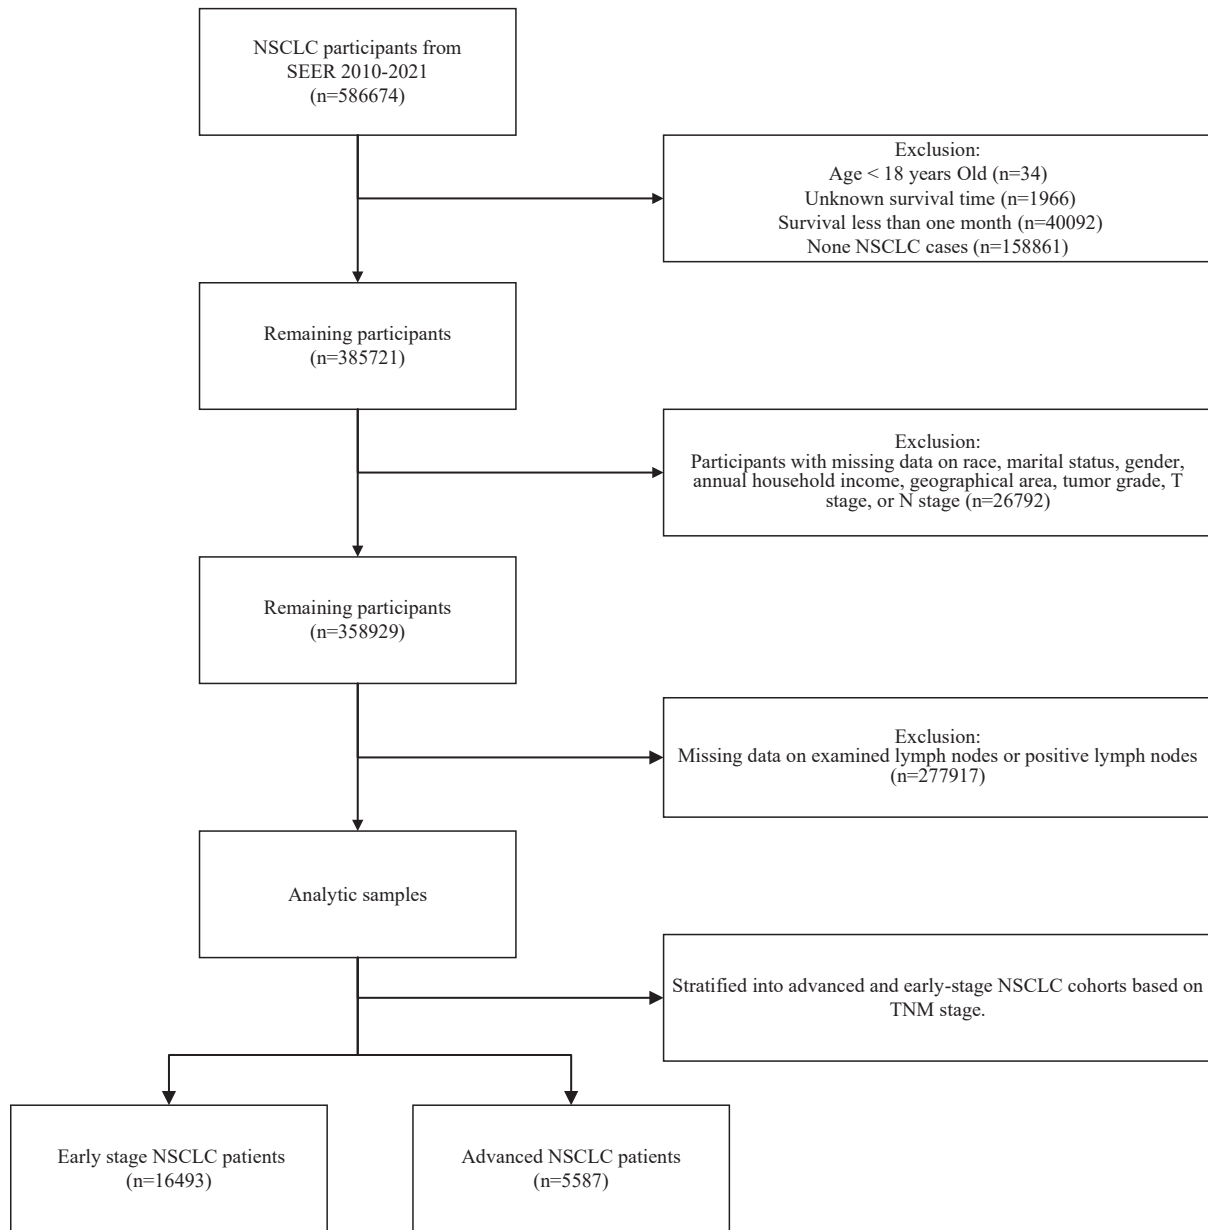 NSCLC participants from
SEER 2010-2021
(n=586674)
Exclusion:
Age < 18 years Old (n=34)
Unknown survival time (n=1966)
Survival less than one month (n=40092)
None NSCLC cases (n=158861)
Remaining participants
(n=385721)
Exclusion:
Participants with missing data on race, marital status, gender,
annual household income, geographical area, tumor grade, T
stage, or N stage (n=26792)
Remaining participants
(n=358929)
Exclusion:
Missing data on examined lymph nodes or positive lymph nodes
(n=277917)
Analytic samples
Stratified into advanced and early-stage NSCLC cohorts based on
TNM stage.
Early stage NSCLC patients
(n=16493)
Advanced NSCLC patients
(n=5587)